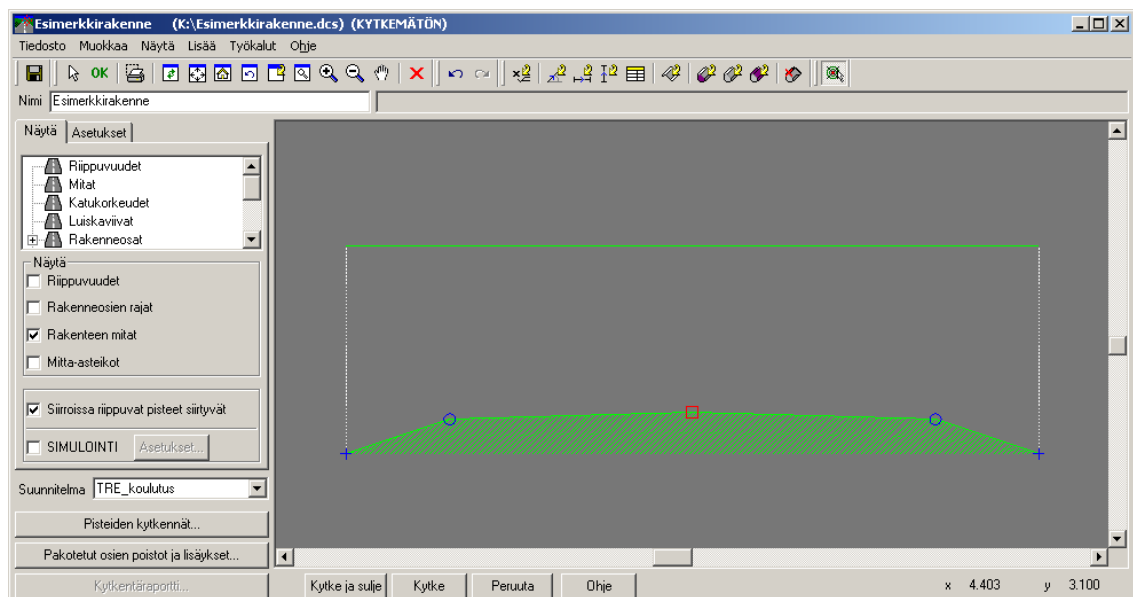 Esimerkkirakenne (K:\Esimerkkirakenne.dcs) (KYTKEMÄTÖN)
Tiedosto Muokkaa Näytä Lisää Työkalut Ohje
OK
Nimi Esimerkkirakenne
Näytä Asetukset
Riippuvuudet
Mitat
Katukorkeudet
Luiskaviivat
Rakenneosat
Näytä
Riippuvuudet
Rakenneosien rajat
Rakenteen mitat
Mitta-asteikot
Siirroissa riippuvat pisteet siirtyvät
SIMULOINTI Asetukset...
Suunnitelma TRE_koulutus
Pisteiden kytkennät...
Pakotetut osien poistot ja lisäykset...
Kytkentäraportti... Kytke ja sulje Kytke Peruuta Ohje x 4.403 y 3.100